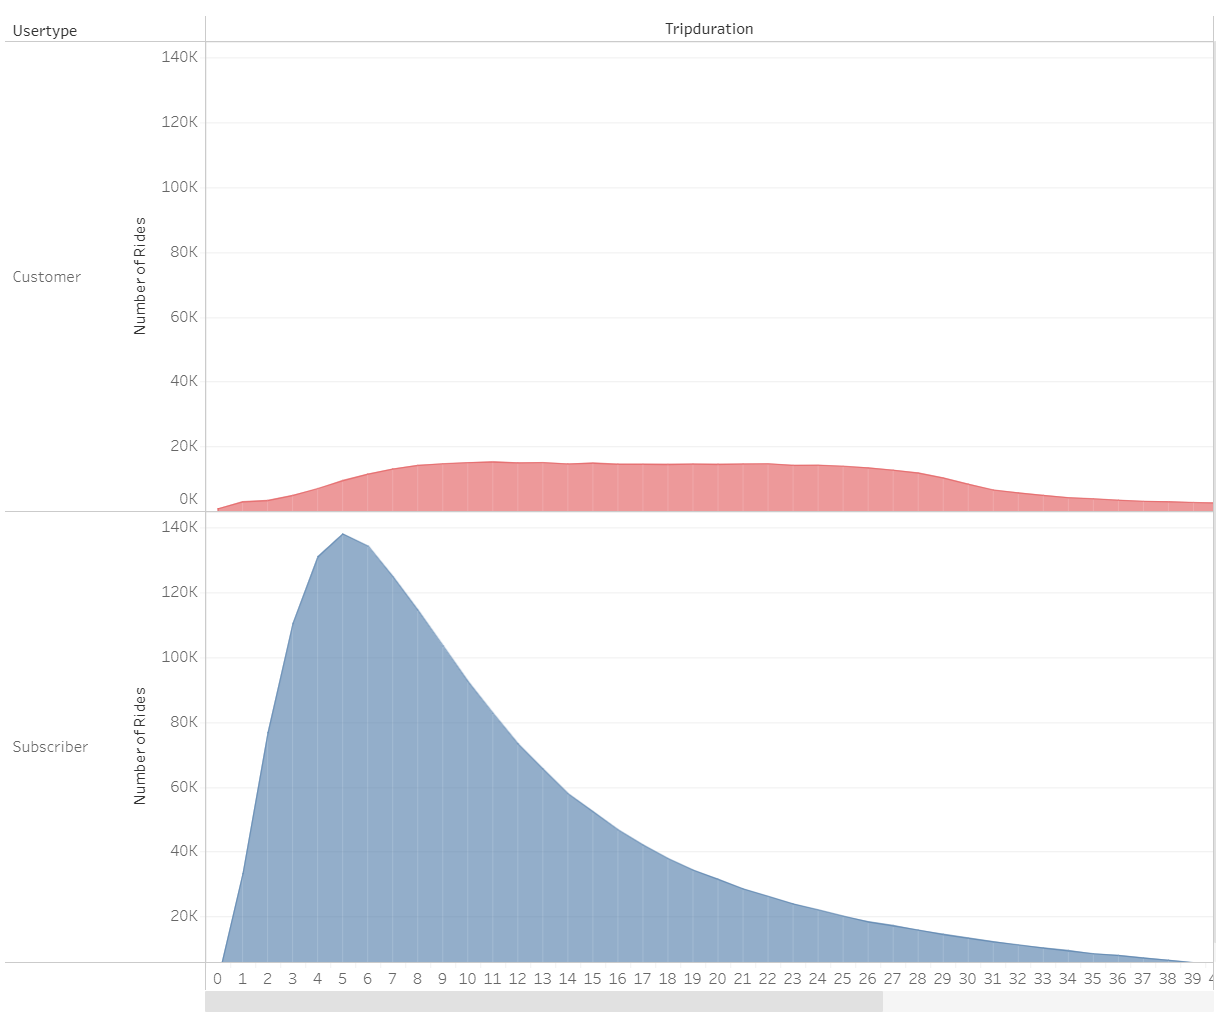 Usertype
Tripduration
140K
120K
100K
80K
60K
40K
20K
0K
Number of Rides
Customer
140K
120K
100K
80K
60K
40K
20K
Number of Rides
Subscriber
0 1 2 3 4 5 6 7 8 9 10 11 12 13 14 15 16 17 18 19 20 21 22 23 24 25 26 27 28 29 30 31 32 33 34 35 36 37 38 39